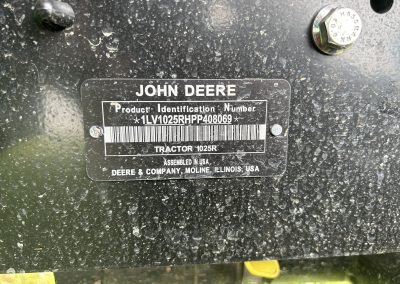 JOHN DEERE
Product Identification Number
*1LV1025RHPP408069*
TRACTOR 1025R
ASSEMBLED IN USA
DEERE & COMPANY, MOLINE, ILLINOIS, USA